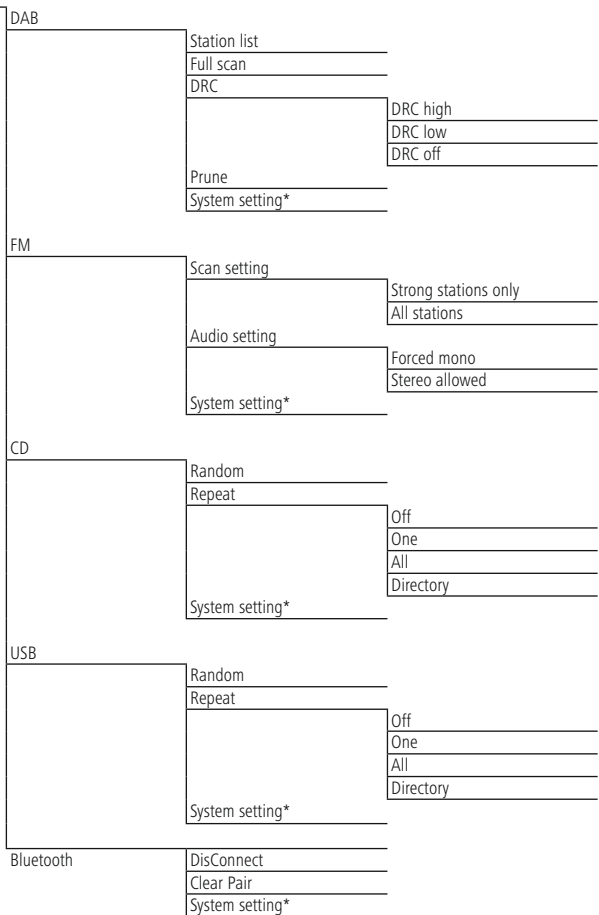 DAB
Station list
Full scan
DRC
DRC high
DRC low
DRC off
Prune
System setting*
FM
Scan setting
Strong stations only
All stations
Audio setting
Forced mono
Stereo allowed
System setting*
CD
Random
Repeat
Off
One
All
Directory
System setting*
USB
Random
Repeat
Off
One
All
Directory
System setting*
Bluetooth
DisConnect
Clear Pair
System setting*